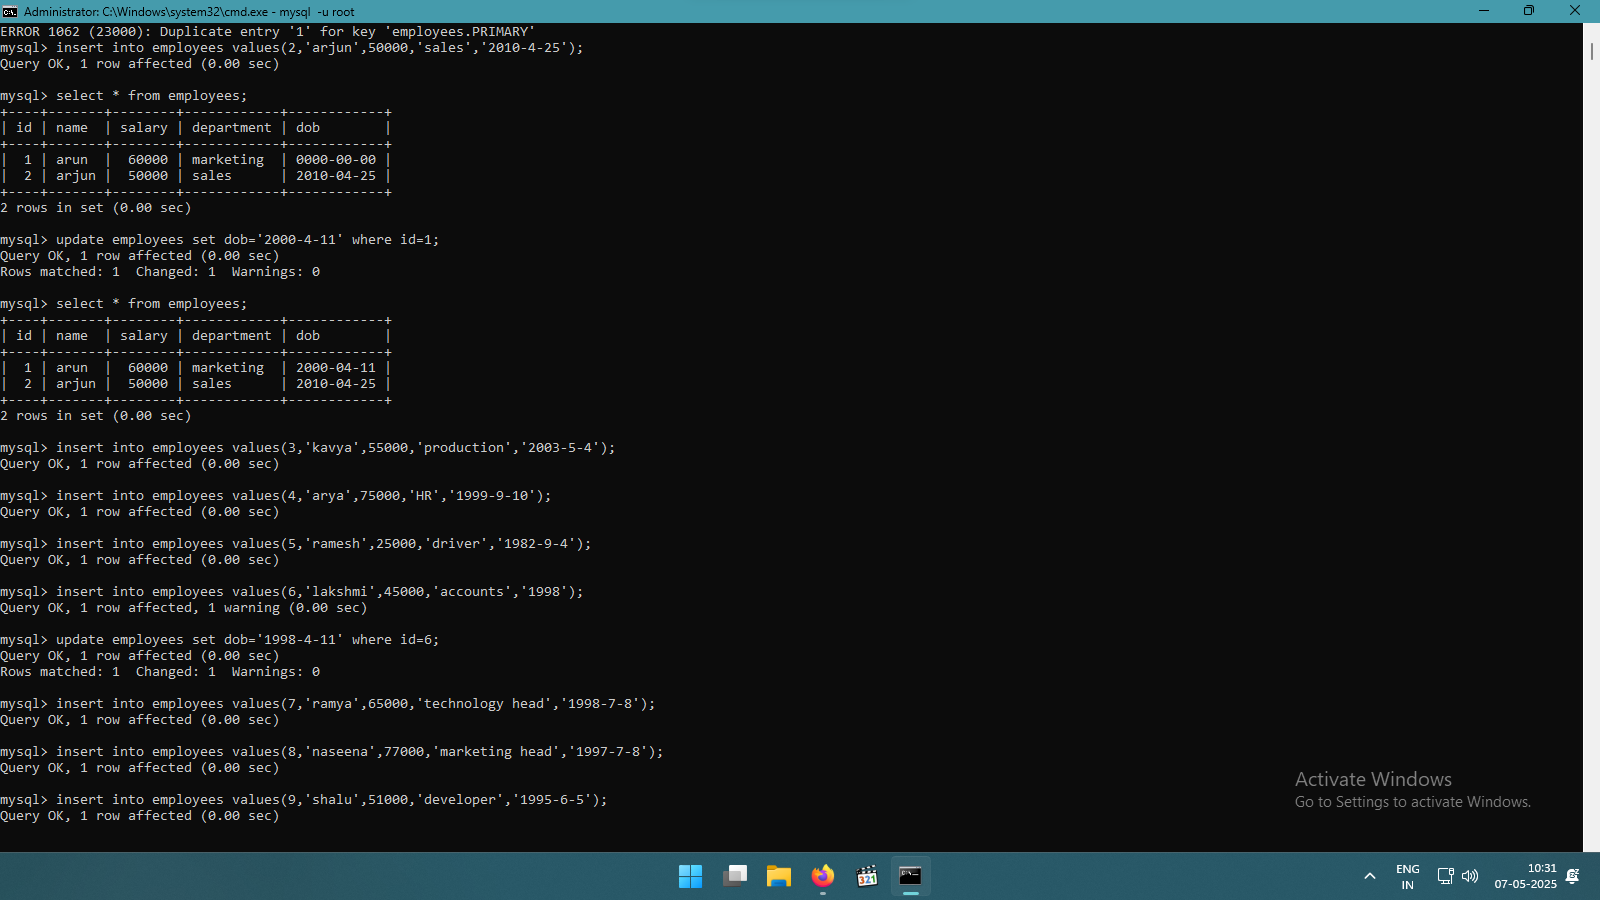 Administrator: C:\Windows\system32\cmd.exe - mysql  -u root
ERROR 1062 (23000): Duplicate entry '1' for key 'employees.PRIMARY'
mysql> insert into employees values(2,'arjun',50000,'sales','2010-4-25');
Query OK, 1 row affected (0.00 sec)

mysql> select * from employees;
+----+-------+--------+------------+------------+
| id | name  | salary | department | dob        |
+----+-------+--------+------------+------------+
|  1 | arun  |  60000 | marketing  | 0000-00-00 |
|  2 | arjun |  50000 | sales      | 2010-04-25 |
+----+-------+--------+------------+------------+
2 rows in set (0.00 sec)

mysql> update employees set dob='2000-4-11' where id=1;
Query OK, 1 row affected (0.00 sec)
Rows matched: 1  Changed: 1  Warnings: 0

mysql> select * from employees;
+----+-------+--------+------------+------------+
| id | name  | salary | department | dob        |
+----+-------+--------+------------+------------+
|  1 | arun  |  60000 | marketing  | 2000-04-11 |
|  2 | arjun |  50000 | sales      | 2010-04-25 |
+----+-------+--------+------------+------------+
2 rows in set (0.00 sec)

mysql> insert into employees values(3,'kavya',55000,'production','2003-5-4');
Query OK, 1 row affected (0.00 sec)

mysql> insert into employees values(4,'arya',75000,'HR','1999-9-10');
Query OK, 1 row affected (0.00 sec)

mysql> insert into employees values(5,'ramesh',25000,'driver','1982-9-4');
Query OK, 1 row affected (0.00 sec)

mysql> insert into employees values(6,'lakshmi',45000,'accounts','1998');
Query OK, 1 row affected, 1 warning (0.00 sec)

mysql> update employees set dob='1998-4-11' where id=6;
Query OK, 1 row affected (0.00 sec)
Rows matched: 1  Changed: 1  Warnings: 0

mysql> insert into employees values(7,'ramya',65000,'technology head','1998-7-8');
Query OK, 1 row affected (0.00 sec)

mysql> insert into employees values(8,'naseena',77000,'marketing head','1997-7-8');
Query OK, 1 row affected (0.00 sec)

mysql> insert into employees values(9,'shalu',51000,'developer','1995-6-5');
Query OK, 1 row affected (0.00 sec)

Activate Windows
Go to Settings to activate Windows.
321
ENG
IN
10:31
07-05-2025